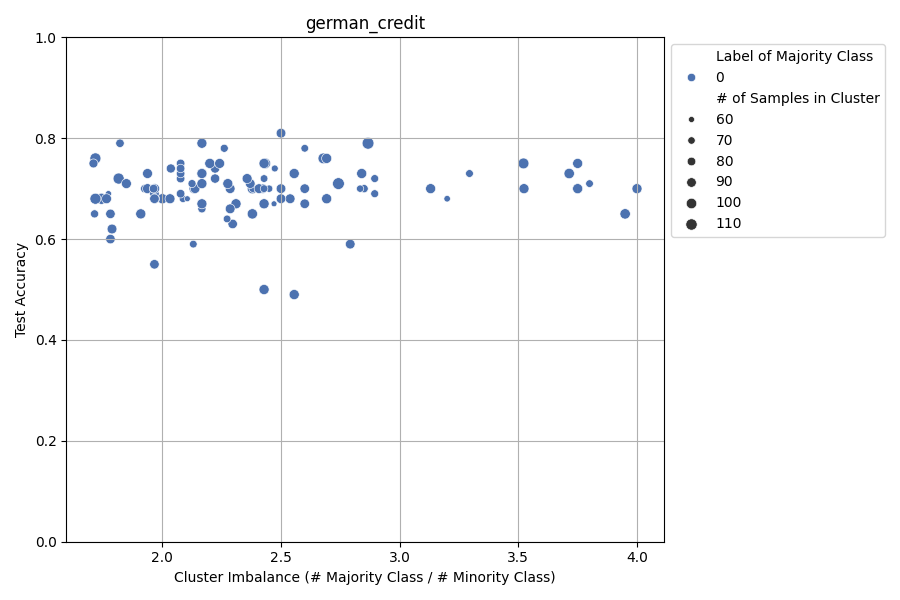 german_credit
1.0
0.8
0.6
0.4
0.2
0.0
Test Accuracy
2.0 2.5 3.0 3.5 4.0
Cluster Imbalance (# Majority Class / # Minority Class)
Label of Majority Class
0
# of Samples in Cluster
60
70
80
90
100
110